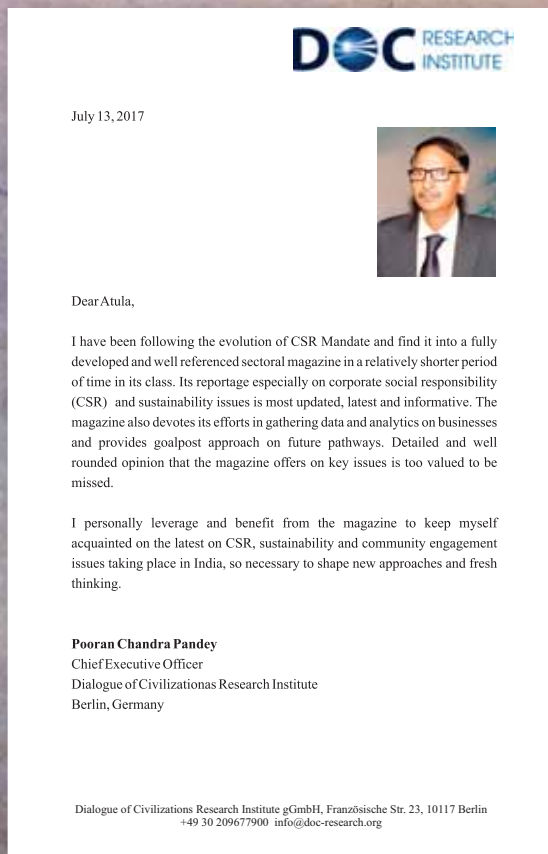 DOC RESEARCH
INSTITUTE
July 13, 2017
Dear Atula,
I have been following the evolution of CSR Mandate and find it into a fully
developed and well referenced sectoral magazine in a relatively shorter period
of time in its class. Its reportage especially on corporate social responsibility
(CSR) and sustainability issues is most updated, latest and informative. The
magazine also devotes its efforts in gathering data and analytics on businesses
and provides goalpost approach on future pathways. Detailed and well
rounded opinion that the magazine offers on key issues is too valued to be
missed.
I personally leverage and benefit from the magazine to keep myself
acquainted on the latest on CSR, sustainability and community engagement
issues taking place in India, so necessary to shape new approaches and fresh
thinking.
Pooran Chandra Pandey
Chief Executive Officer
Dialogue of Civilizationas Research Institute
Berlin, Germany
Dialogue of Civilizations Research Institute gGmbH, Französische Str. 23, 10117 Berlin
+49 30 209677900 info@doc-research.org